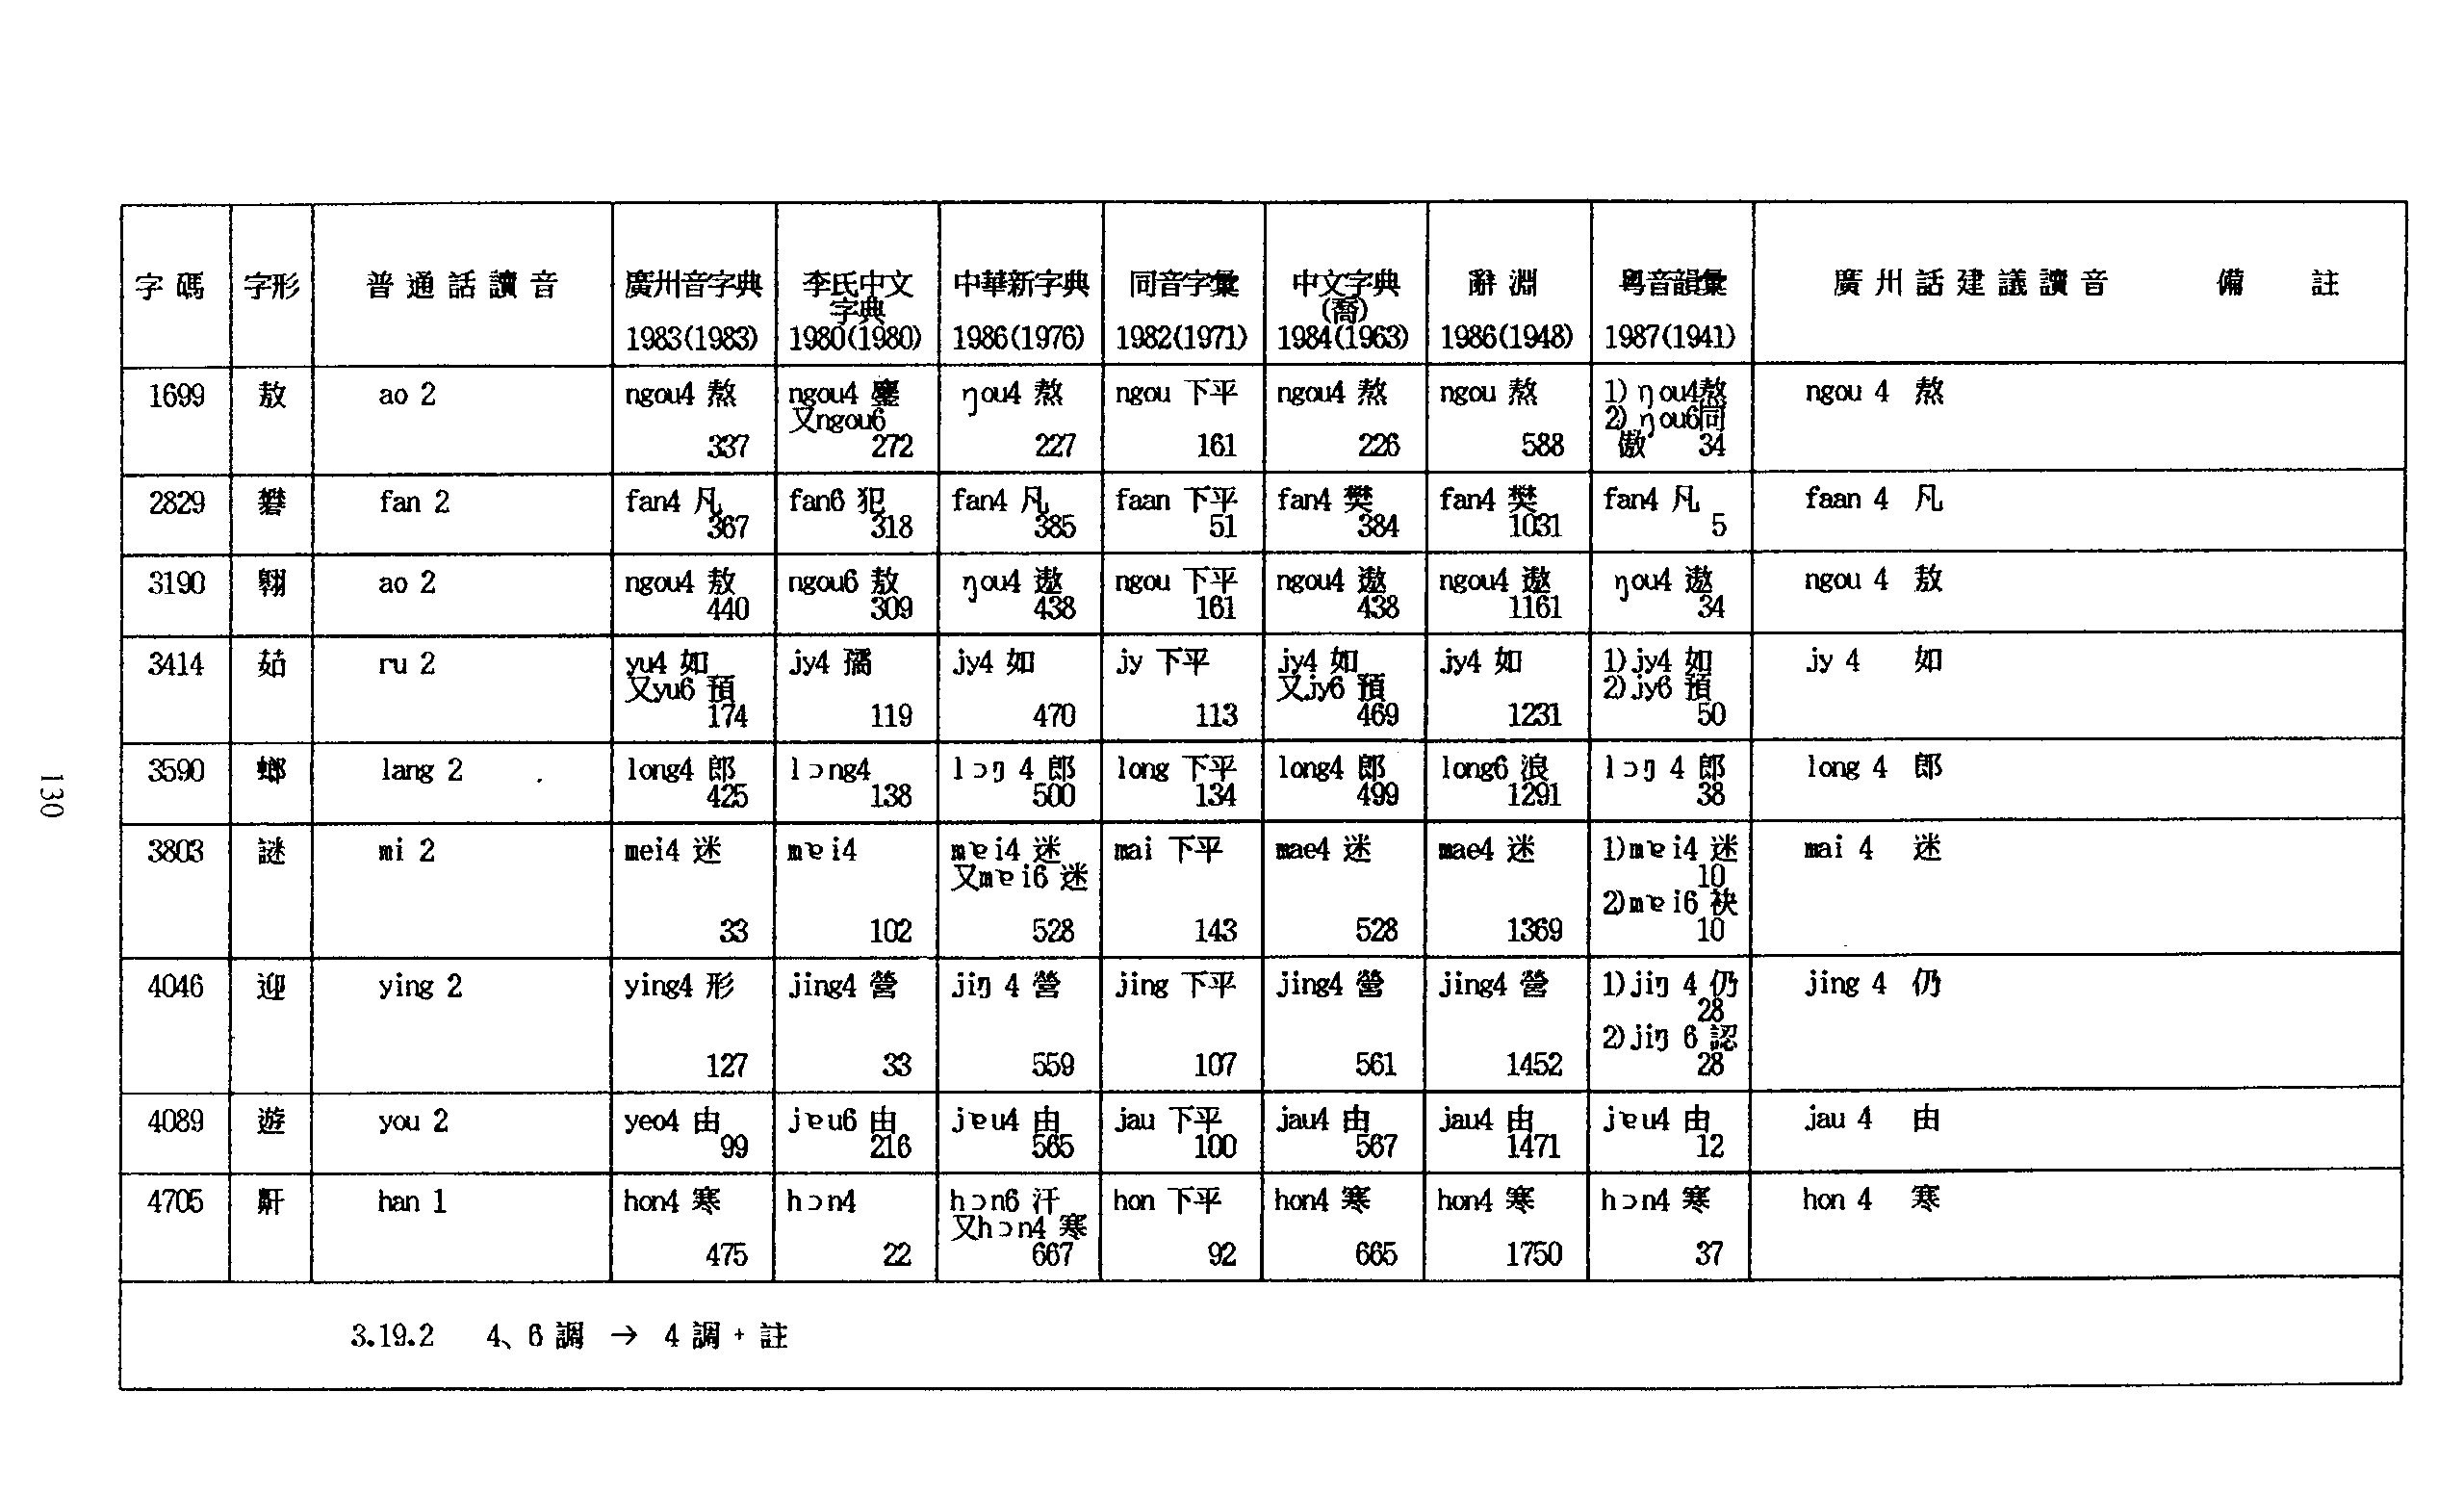 字碼 字形 普通話讀音 廣州音字典 李氏中文 中華新字典 同音字彙 中文字典 辭淵 粵音韻彙 廣州話建議讀音 備註
字典 (喬)
1983(1983) 1980(1980) 1986(1976) 1982(1971) 1984(1963) 1986(1948) 1987(1941)
1699 敖 ao 2 ngou4 熬 ngou4 鏖 ŋou4 熬 ngou 下平 ngou4 熬 ngou 熬 1) ŋou4熬 ngou 4 熬
又ngou6 2) ŋou6同
337 272 227 161 226 588 傲 34
2829 礬 fan 2 fan4 凡 fan6 犯 fan4 凡 faan 下平 fan4 樊 fan4 樊 fan4 凡 faan 4 凡
367 318 385 51 384 1031 5
3190 翱 ao 2 ngou4 敖 ngou6 敖 ŋou4 遨 ngou 下平 ngou4 遨 ngou4 遨 ŋou4 遨 ngou 4 敖
440 309 438 161 438 1161 34
3414 茹 ru 2 yu4 如 jy4 jy4 如 jy 下平 jy4 如 jy4 如 1)jy4 如 jy 4 如
又yu6 預 又jy6 預 2)jy6 預
174 119 470 113 469 1231 50
3590 螂 lang 2 long4 郎 lɔng4 lɔŋ 4 郎 long 下平 long4 郎 long6 浪 lɔŋ 4 郎 long 4 郎
425 138 500 134 499 1291 38
3803 謎 mi 2 mei4 迷 mɐi4 mɐi4 迷 mai 下平 mae4 迷 mae4 迷 1)mɐi4 迷 mai 4 迷
又mɐi6 迷 10
2)mɐi6 袂
33 102 528 143 528 1369 10
4046 迎 ying 2 ying4 形 jing4 營 jiŋ 4 營 jing 下平 jing4 營 jing4 營 1)jiŋ 4 仍 jing 4 仍
28
2)jiŋ 6 認
127 33 559 107 561 1452 28
4089 遊 you 2 yeo4 由 jɐu6 由 jɐu4 由 jau 下平 jau4 由 jau4 由 jɐu4 由 jau 4 由
99 216 565 100 567 1471 12
4705 鼾 han 1 hon4 寒 hɔn4 hɔn6 汗 hon 下平 hon4 寒 hon4 寒 hɔn4 寒 hon 4 寒
又hɔn4 寒
475 22 667 92 665 1750 37
3.19.2 4、6 調 → 4 調 + 註
130